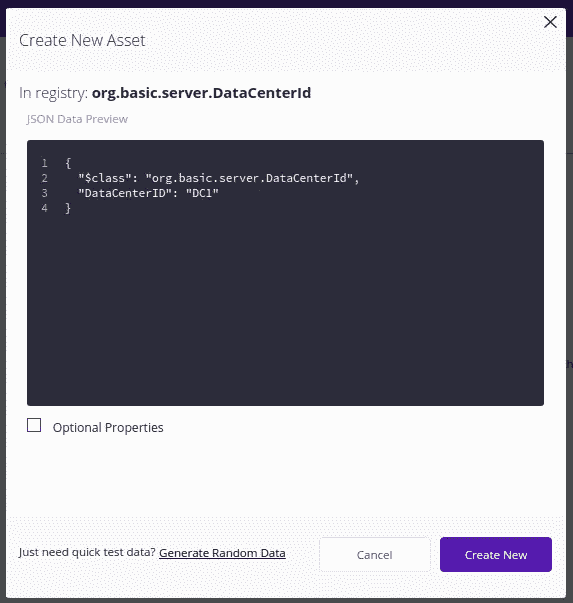 Create New Asset
In registry: org.basic.server.DataCenterId
JSON Data Preview
1 {
2 "$class": "org.basic.server.DataCenterId",
3 "DataCenterID": "DC1"
4 }
Optional Properties
Just need quick test data? Generate Random Data
Cancel
Create New